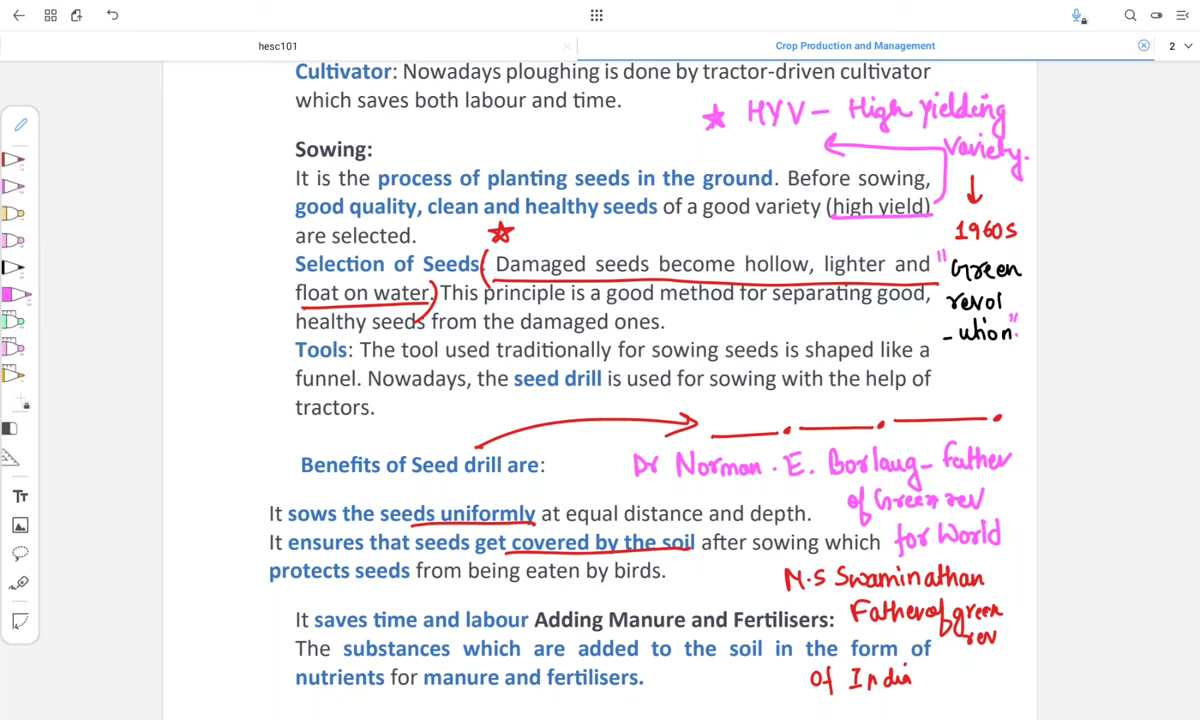 hesc101
Crop Production and Management
2
Cultivator: Nowadays ploughing is done by tractor-driven cultivator
which saves both labour and time.
★ HYV - High yielding
variety.
Sowing:
It is the process of planting seeds in the ground. Before sowing,
good quality, clean and healthy seeds of a good variety (high yield)
are selected.
1960s
Selection of Seeds: Damaged seeds become hollow, lighter and
float on water. This principle is a good method for separating good,
healthy seeds from the damaged ones.
"Green
revol
-ution"
Tools: The tool used traditionally for sowing seeds is shaped like a
funnel. Nowadays, the seed drill is used for sowing with the help of
tractors.
Benefits of Seed drill are:
Dr Norman . E. Borlaug - father
of Green rev
for World
It sows the seeds uniformly at equal distance and depth.
It ensures that seeds get covered by the soil after sowing which
protects seeds from being eaten by birds.
M.S Swaminathan
Father of green
rev
of India
It saves time and labour Adding Manure and Fertilisers:
The substances which are added to the soil in the form of
nutrients for manure and fertilisers.
Tт